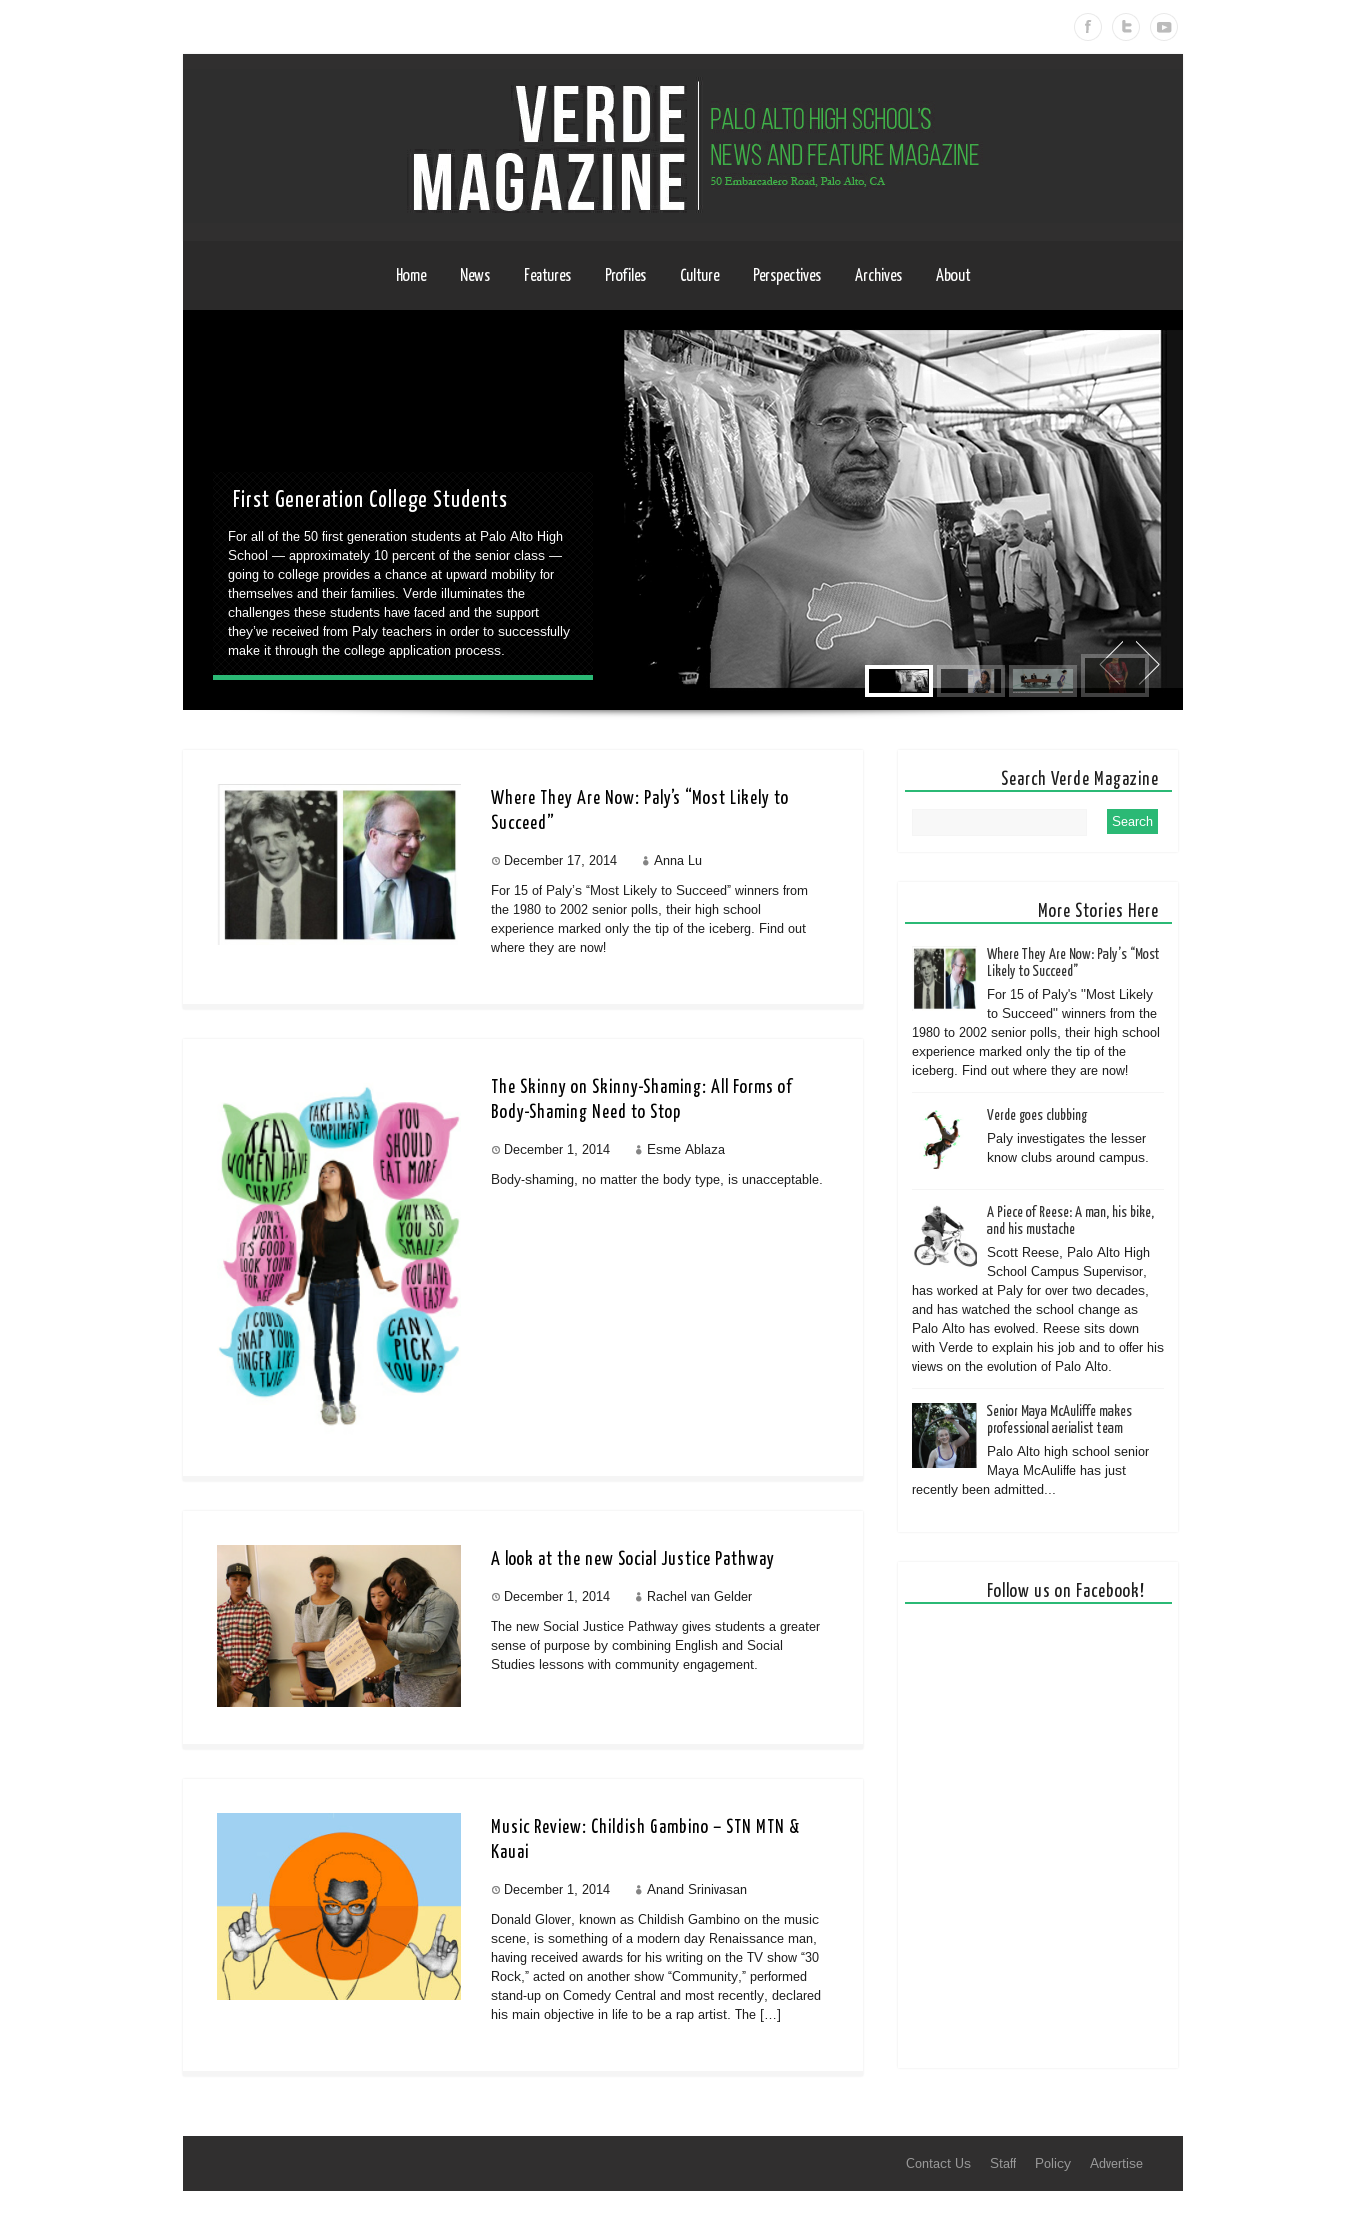 VERDE
MAGAZINE
PALO ALTO HIGH SCHOOL'S
NEWS AND FEATURE MAGAZINE
50 Embarcadero Road, Palo Alto, CA
Home News Features Profiles Culture Perspectives Archives About
First Generation College Students
For all of the 50 first generation students at Palo Alto High
School — approximately 10 percent of the senior class —
going to college provides a chance at upward mobility for
themselves and their families. Verde illuminates the
challenges these students have faced and the support
they’ve received from Paly teachers in order to successfully
make it through the college application process.
Where They Are Now: Paly’s “Most Likely to
Succeed”
December 17, 2014 Anna Lu
For 15 of Paly’s “Most Likely to Succeed” winners from
the 1980 to 2002 senior polls, their high school
experience marked only the tip of the iceberg. Find out
where they are now!
REAL
WOMEN HAVE
CURVES
TAKE IT AS A
COMPLIMENT!
YOU
SHOULD
EAT MORE!
DON'T
WORRY.
IT'S GOOD TO
LOOK YOUNG
FOR YOUR
AGE
WHY ARE
YOU SO
SMALL?
YOU HAVE
IT EASY
I COULD
SNAP YOUR
FINGER LIKE
A TWIG
CAN I
PICK
YOU UP?
The Skinny on Skinny-Shaming: All Forms of
Body-Shaming Need to Stop
December 1, 2014 Esme Ablaza
Body-shaming, no matter the body type, is unacceptable.
A look at the new Social Justice Pathway
December 1, 2014 Rachel van Gelder
The new Social Justice Pathway gives students a greater
sense of purpose by combining English and Social
Studies lessons with community engagement.
Music Review: Childish Gambino – STN MTN &
Kauai
December 1, 2014 Anand Srinivasan
Donald Glover, known as Childish Gambino on the music
scene, is something of a modern day Renaissance man,
having received awards for his writing on the TV show “30
Rock,” acted on another show “Community,” performed
stand-up on Comedy Central and most recently, declared
his main objective in life to be a rap artist. The […]
Search Verde Magazine
Search
More Stories Here
Where They Are Now: Paly’s “Most
Likely to Succeed”
For 15 of Paly's "Most Likely
to Succeed" winners from the
1980 to 2002 senior polls, their high school
experience marked only the tip of the
iceberg. Find out where they are now!
Verde goes clubbing
Paly investigates the lesser
know clubs around campus.
A Piece of Reese: A man, his bike,
and his mustache
Scott Reese, Palo Alto High
School Campus Supervisor,
has worked at Paly for over two decades,
and has watched the school change as
Palo Alto has evolved. Reese sits down
with Verde to explain his job and to offer his
views on the evolution of Palo Alto.
Senior Maya McAuliffe makes
professional aerialist team
Palo Alto high school senior
Maya McAuliffe has just
recently been admitted...
Follow us on Facebook!
Contact Us Staff Policy Advertise